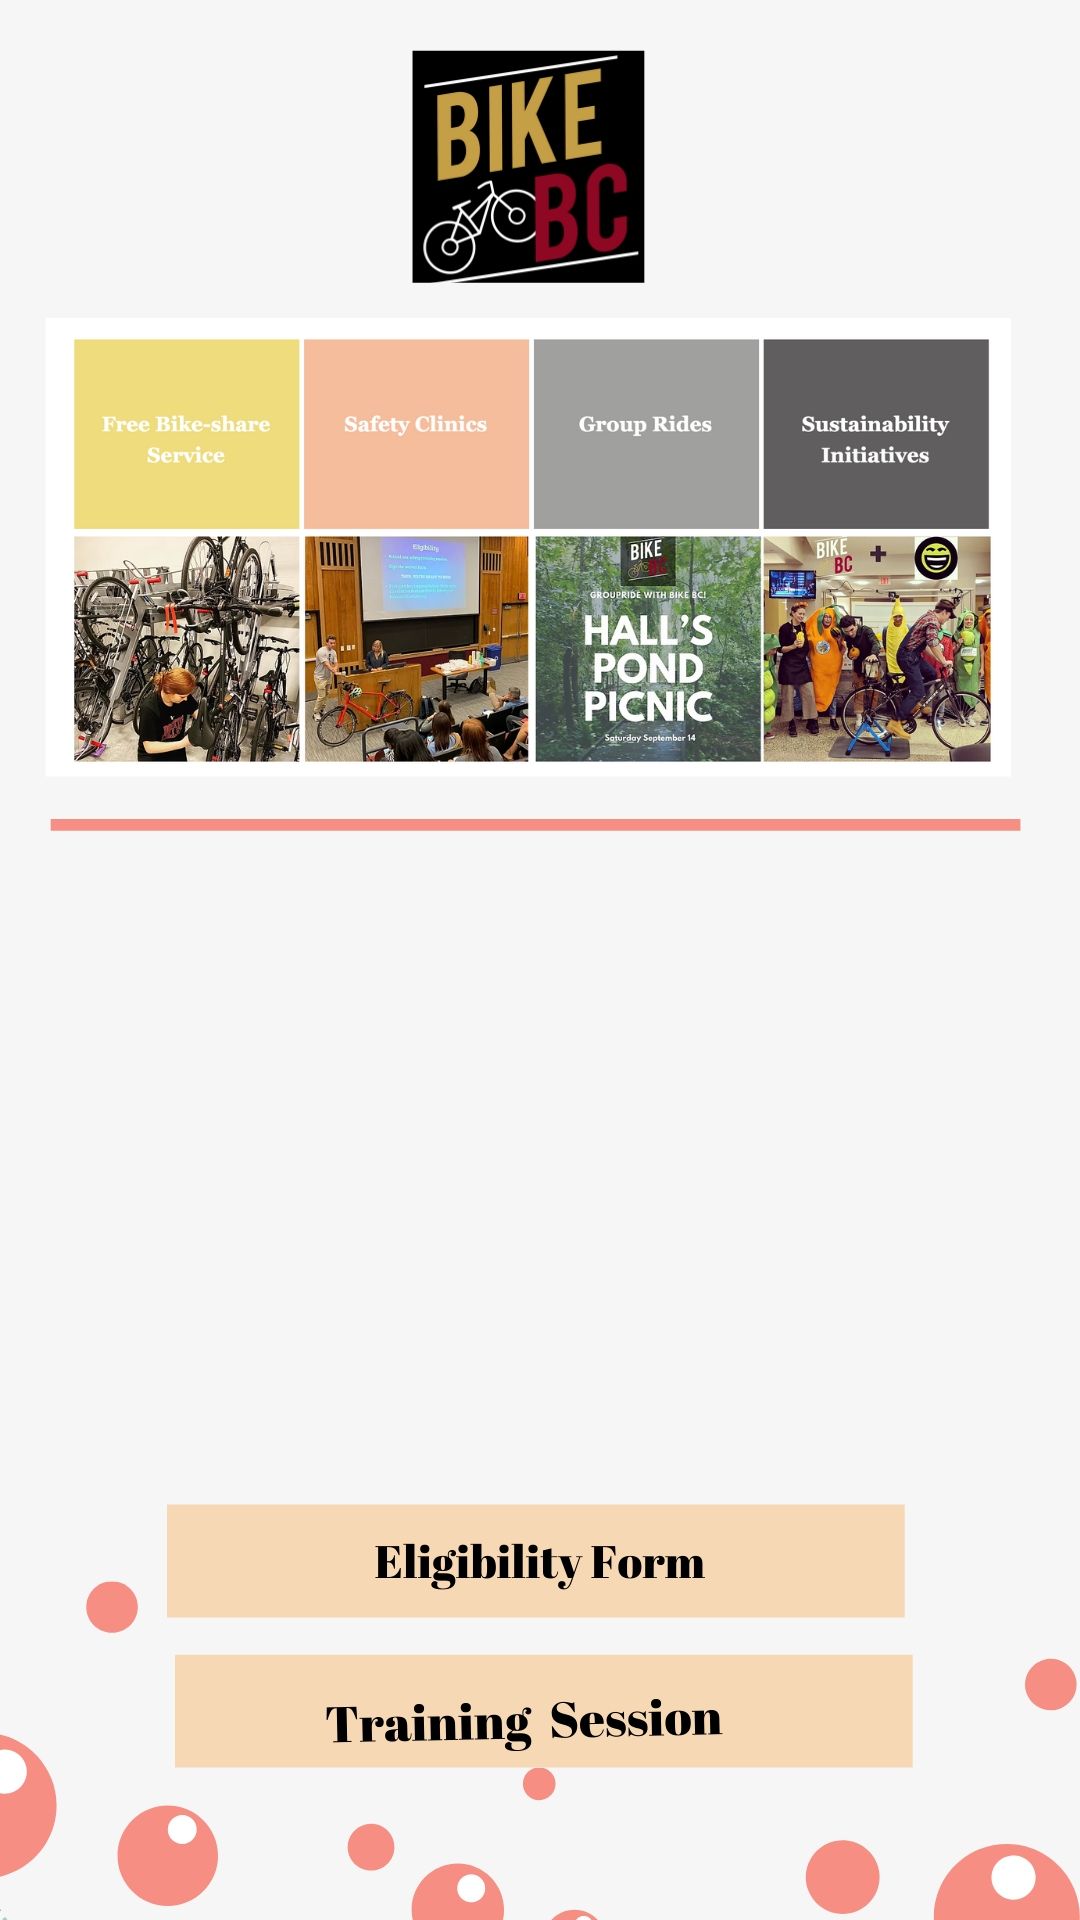 BIKE
BC
Free Bike-share
Service
Safety Clinics
Group Rides
Sustainability
Initiatives
Eligibility
BIKE
BC
GROUPRIDE WITH BIKE BC!
HALL'S
POND
PICNIC
Saturday September 14
BIKE
BC
+
Eligibility Form
Training Session